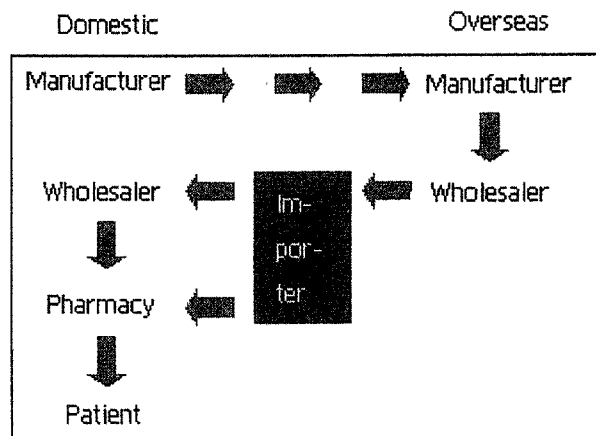 Domestic Overseas
Manufacturer Manufacturer
Wholesaler Im- Wholesaler
por-
Pharmacy ter
Patient